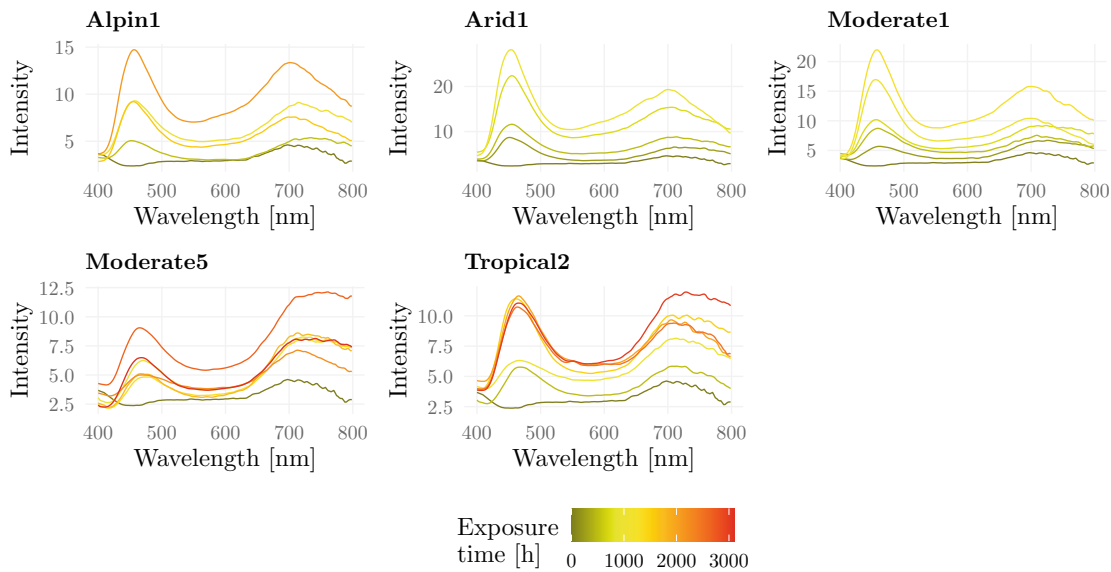 Alpin1
Arid1
Moderate1
Intensity
15
10
5
400 500 600 700 800
Wavelength [nm]
Intensity
20
10
400 500 600 700 800
Wavelength [nm]
Intensity
20
15
10
5
400 500 600 700 800
Wavelength [nm]
Moderate5
Tropical2
Intensity
12.5
10.0
7.5
5.0
2.5
400 500 600 700 800
Wavelength [nm]
Intensity
10.0
7.5
5.0
2.5
400 500 600 700 800
Wavelength [nm]
Exposure
time [h]
0 1000 2000 3000